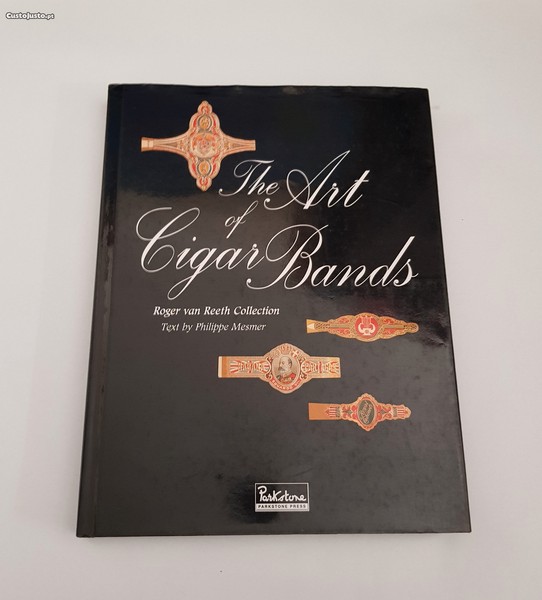 CustoJusto.pt
The Art
of
Cigar Bands
Roger van Reeth Collection
Text by Philippe Mesmer
Parkstone
PARKSTONE PRESS